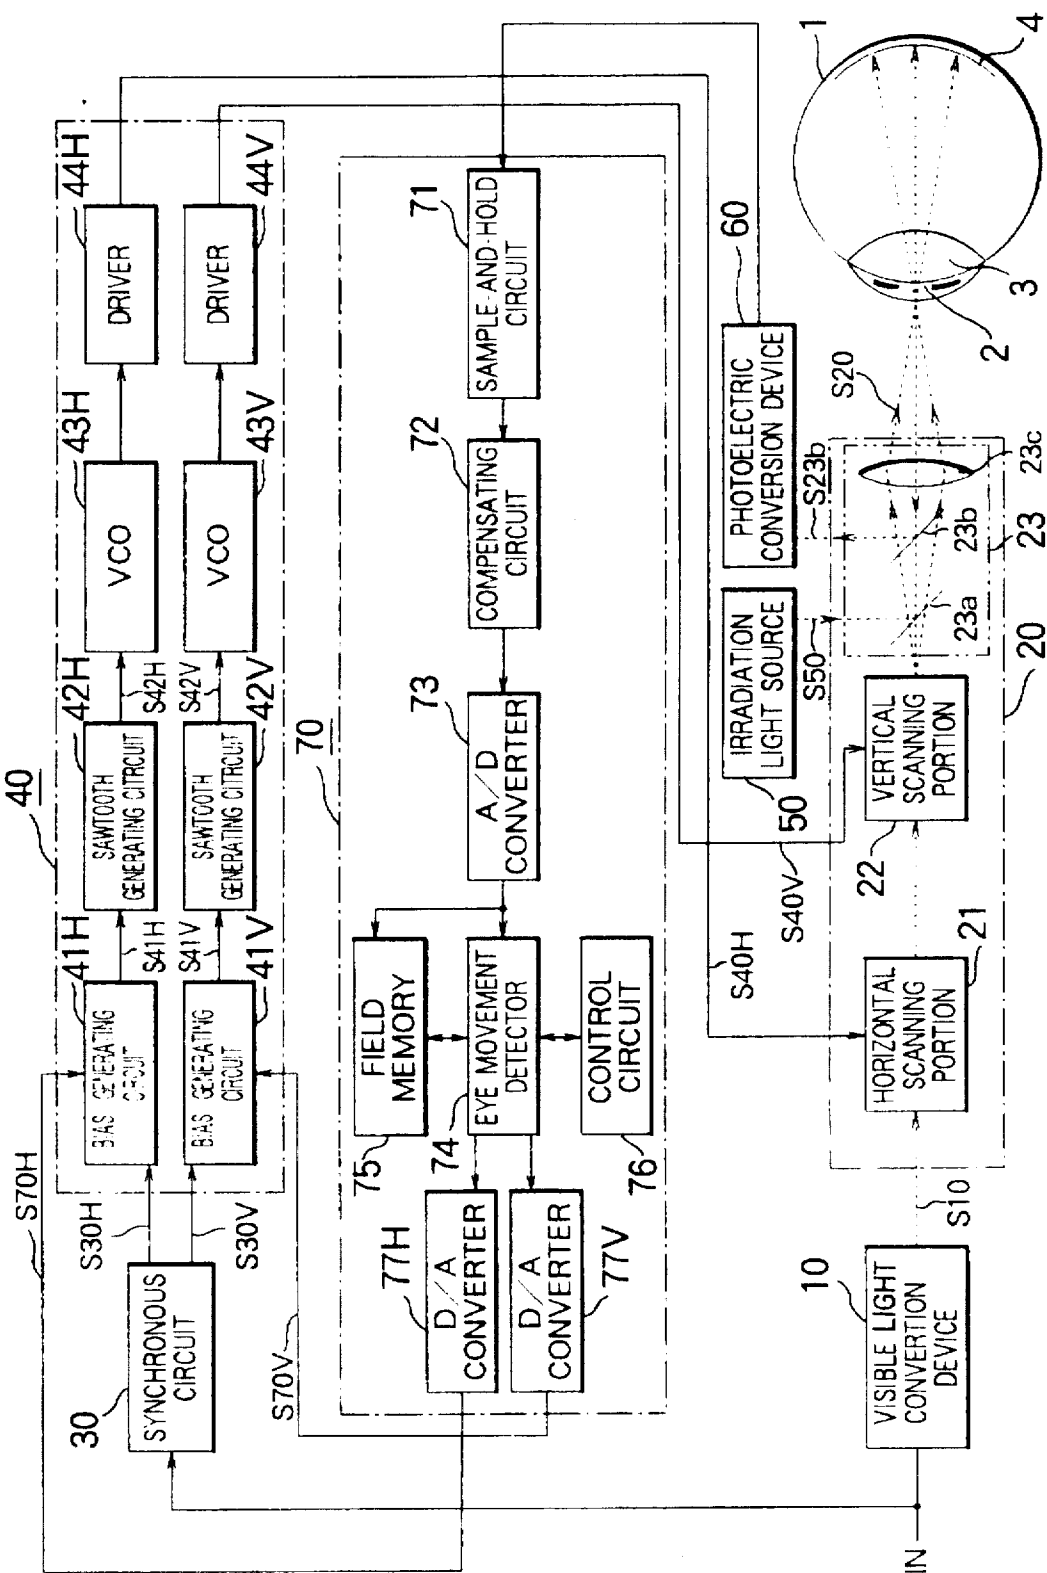 40
41H
BIAS GENERATING
CIRCUIT
S41H
42H
SAWTOOTH
GENERATING CITRCUIT
S42H
43H
VCO
44H
DRIVER
41V
BIAS GENERATING
CIRCUIT
S41V
42V
SAWTOOTH
GENERATING CITRCUIT
S42V
43V
VCO
44V
DRIVER
S70H
S30H
S30V
30
SYNCHRONOUS
CIRCUIT
S70V
70
75
FIELD
MEMORY
77H
D/A
CONVERTER
77V
D/A
CONVERTER
74
EYE MOVEMENT
DETECTOR
76
CONTROL
CIRCUIT
73
A/D
CONVERTER
72
COMPENSATING
CIRCUIT
71
SAMPLE-AND-HOLD
CIRCUIT
S40H
S40V
50
IRRADIATION
LIGHT SOURCE
S50
60
PHOTOELECTRIC
CONVERSION DEVICE
S23b
S20
IN
10
VISIBLE LIGHT
CONVERTION
DEVICE
S10
21
HORIZONTAL
SCANNING
PORTION
22
VERTICAL
SCANNING
PORTION
20
23a
23b
23c
23
1
2
3
4